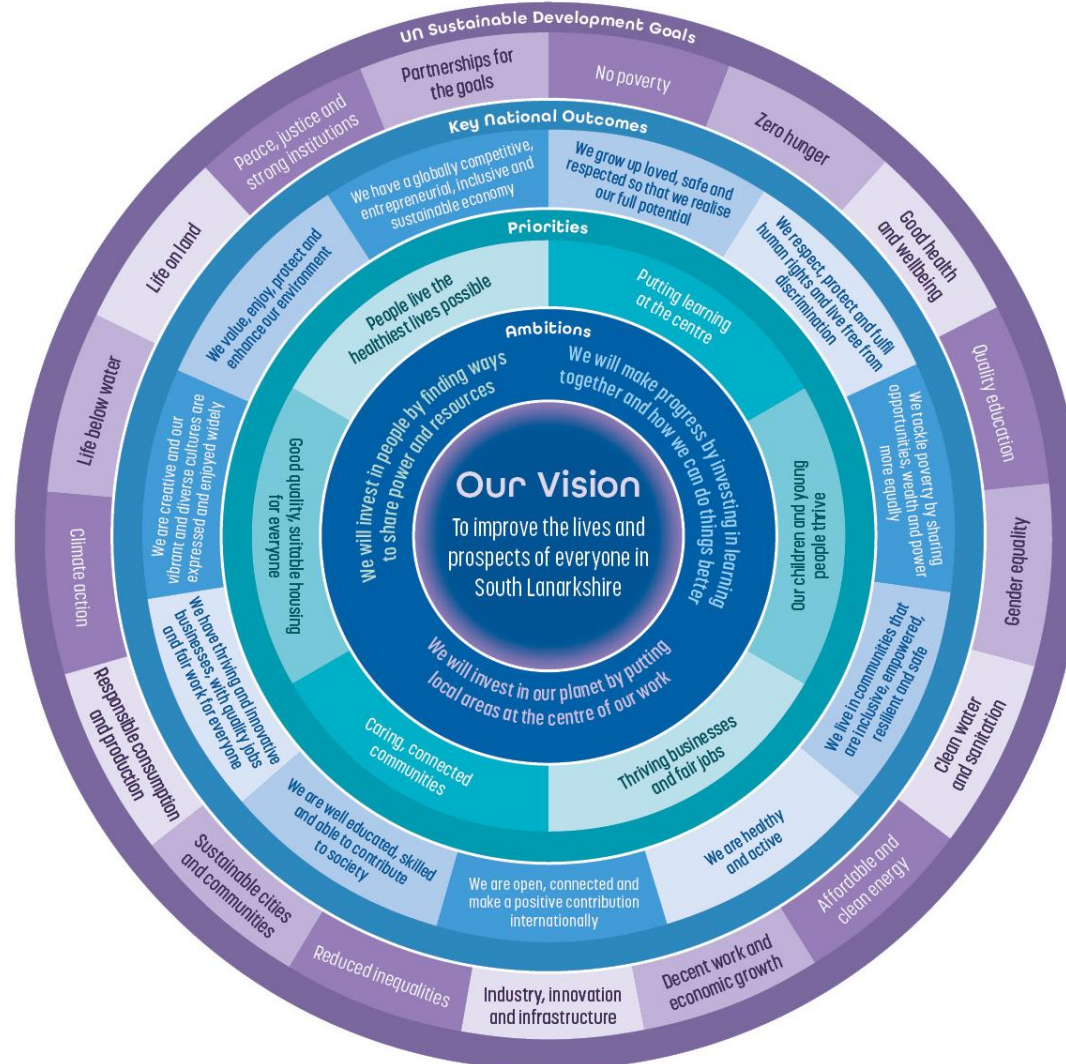 UN Sustainable Development Goals
No poverty
Zero hunger
Good health
and wellbeing
Quality education
Gender equality
Clean water
and sanitation
Affordable and
clean energy
Decent work and
economic growth
Industry, innovation
and infrastructure
Reduced inequalities
Sustainable cities
and communities
Responsible consumption
and production
Climate action
Life below water
Life on land
Peace, justice and
strong institutions
Partnerships for
the goals
Key National Outcomes
We grow up loved, safe and
respected so that we realise
our full potential
We respect, protect and fulfil
human rights and live free from
discrimination
We tackle poverty by sharing
opportunities, wealth and power
more equally
We live in communities that
are inclusive, empowered,
resilient and safe
We are healthy
and active
We are open, connected and
make a positive contribution
internationally
We are well educated, skilled
and able to contribute
to society
We have thriving and innovative
businesses, with quality jobs
and fair work for everyone
We are creative and our
vibrant and diverse cultures are
expressed and enjoyed widely
We value, enjoy, protect and
enhance our environment
We have a globally competitive,
entrepreneurial, inclusive and
sustainable economy
Priorities
Putting learning
at the centre
Our children and young
people thrive
Thriving businesses
and fair jobs
Caring, connected
communities
Good quality, suitable housing
for everyone
People live the
healthiest lives possible
Ambitions
We will make progress by investing in learning
together and how we can do things better
We will invest in our planet by putting
local areas at the centre of our work
We will invest in people by finding ways
to share power and resources
Our Vision
To improve the lives and
prospects of everyone in
South Lanarkshire